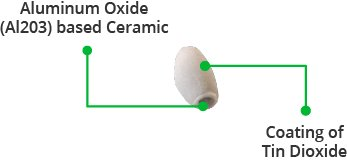 Aluminum Oxide
(Al203) based Ceramic
Coating of
Tin Dioxide